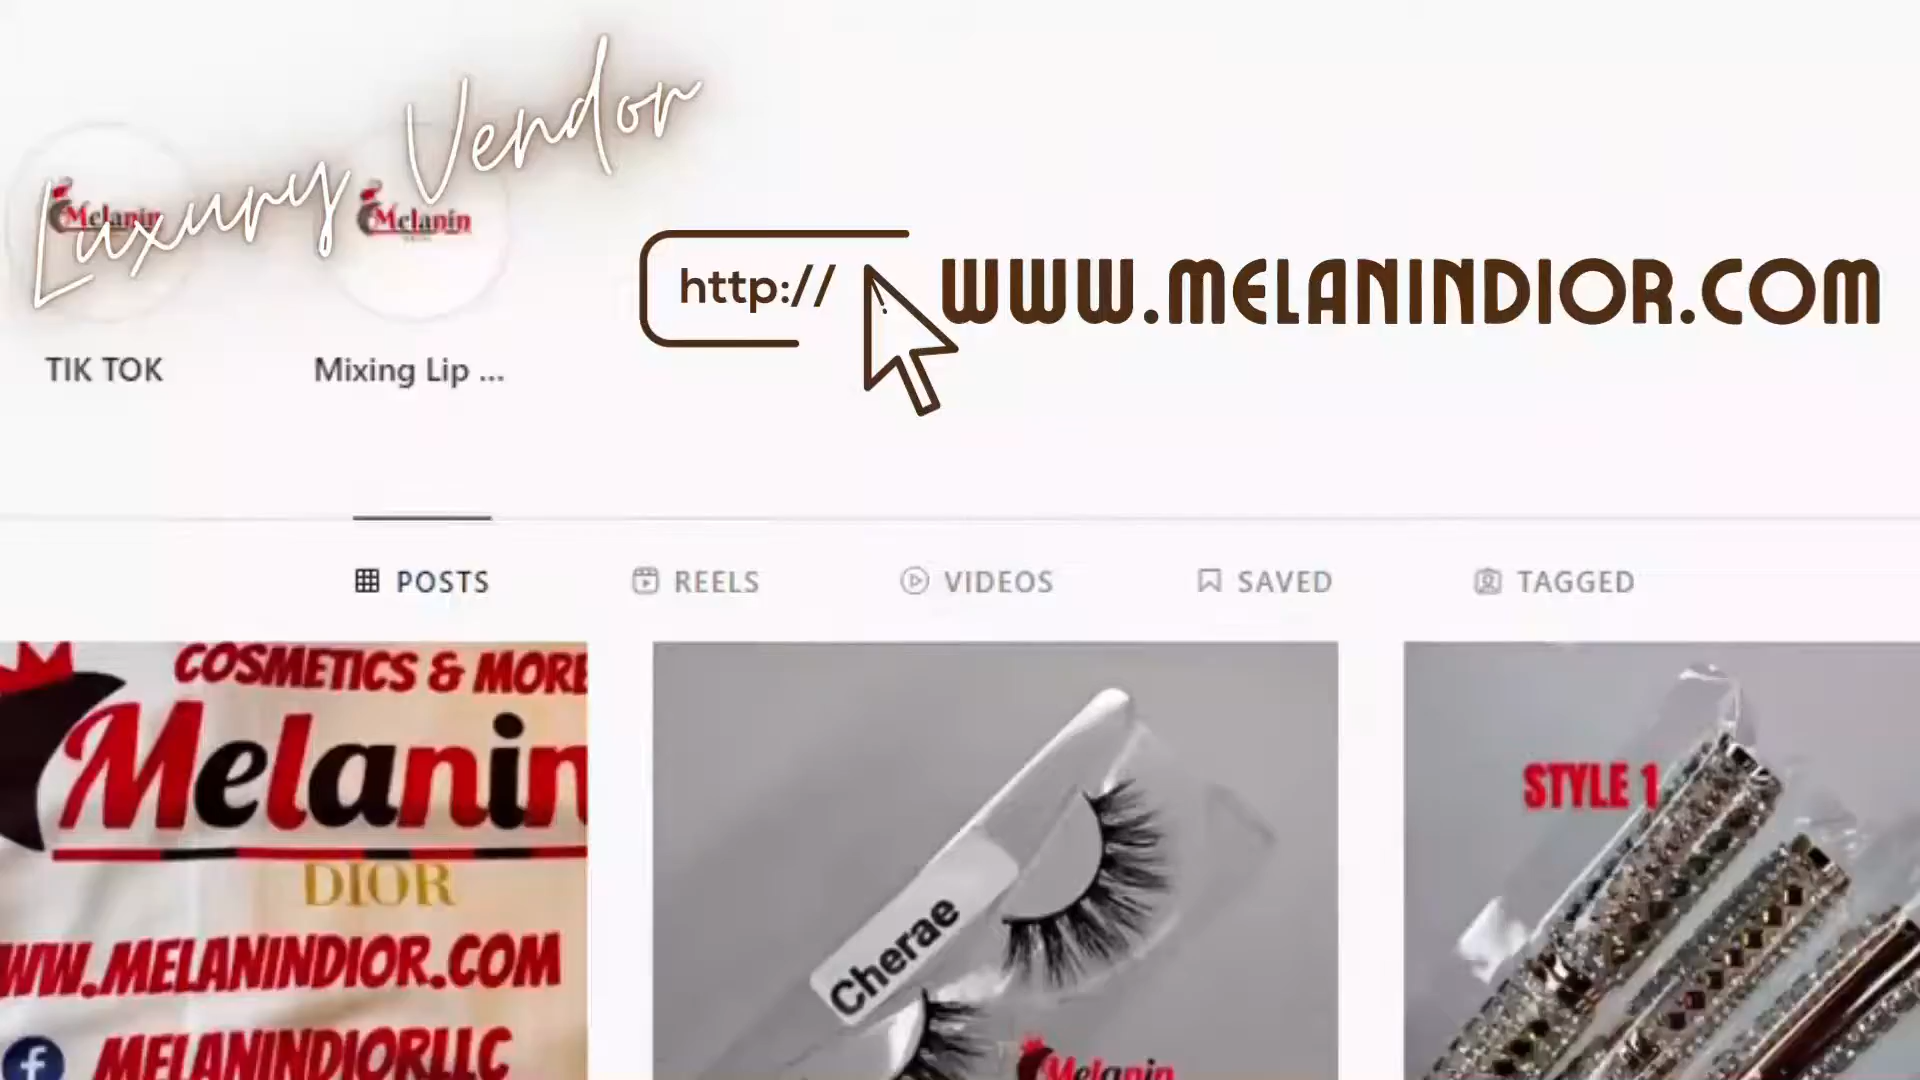 Luxury Vendor
Melanin
Melanin
http://
WWW.MELANINDIOR.COM
TIK TOK
Mixing Lip ...
POSTS
REELS
VIDEOS
SAVED
TAGGED
COSMETICS & MORE
Melanin
DIOR
WW.MELANINDIOR.COM
f MELANINDIORLLC
Cherae
Melanin
STYLE 1